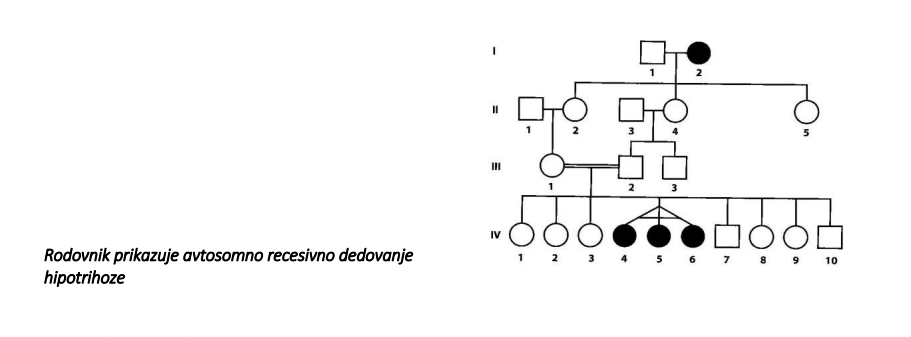 I
1 2
II
1 2 3 4 5
III
1 2 3
IV
1 2 3 4 5 6 7 8 9 10
Rodovnik prikazuje avtosomno recesivno dedovanje
hipotrihoze